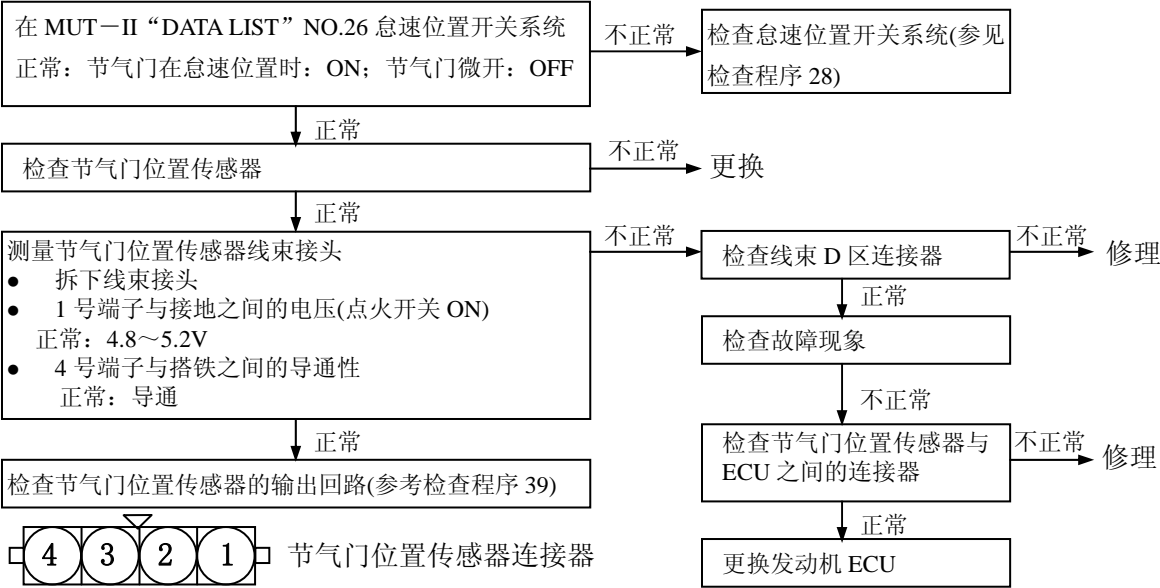 在 MUT－II“DATA LIST”NO.26 怠速位置开关系统
正常：节气门在怠速位置时：ON；节气门微开：OFF
不正常
检查怠速位置开关系统(参见
检查程序 28)
正常
检查节气门位置传感器
不正常
更换
正常
测量节气门位置传感器线束接头
● 拆下线束接头
● 1 号端子与接地之间的电压(点火开关 ON)
正常：4.8～5.2V
● 4 号端子与搭铁之间的导通性
正常：导通
不正常
检查线束 D 区连接器
不正常
修理
正常
检查故障现象
不正常
检查节气门位置传感器与
ECU 之间的连接器
不正常
修理
正常
更换发动机 ECU
正常
检查节气门位置传感器的输出回路(参考检查程序 39)
4 3 2 1
节气门位置传感器连接器